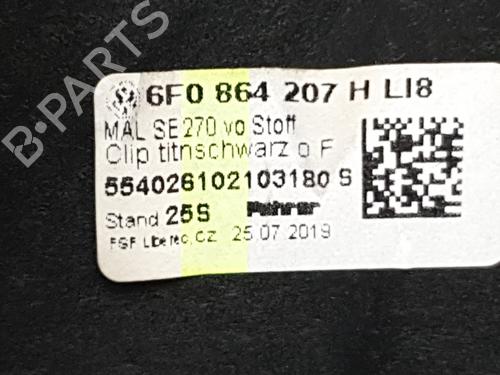 6F0 864 207 H LI8
MAL SE270 vo Stoff
Clip titnschwarz o F
554026102103180 S
Stand 25S Fehrer
FGF Liberec, CZ 25.07.2019